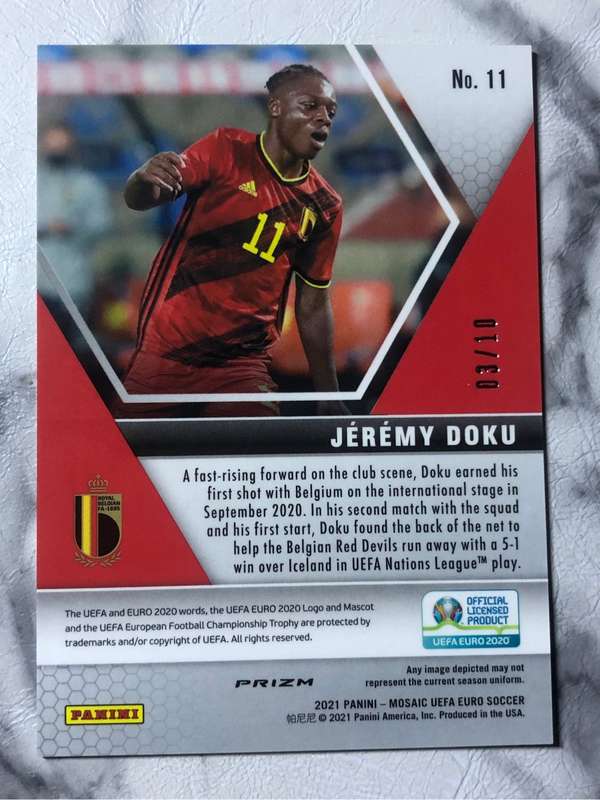 No. 11
11
03/10
JÉRÉMY DOKU
A fast-rising forward on the club scene, Doku earned his
first shot with Belgium on the international stage in
September 2020. In his second match with the squad
and his first start, Doku found the back of the net to
help the Belgian Red Devils run away with a 5-1
win over Iceland in UEFA Nations League™ play.
ROYAL
BELGIAN
FA-1895
The UEFA and EURO 2020 words, the UEFA EURO 2020 Logo and Mascot
and the UEFA European Football Championship Trophy are protected by
trademarks and/or copyright of UEFA. All rights reserved.
OFFICIAL
LICENSED
PRODUCT
UEFA EURO 2020
PRIZM
Any image depicted may not
represent the current season uniform.
PANINI
2021 PANINI – MOSAIC UEFA EURO SOCCER
帕尼尼 © 2021 Panini America, Inc. Produced in the USA.